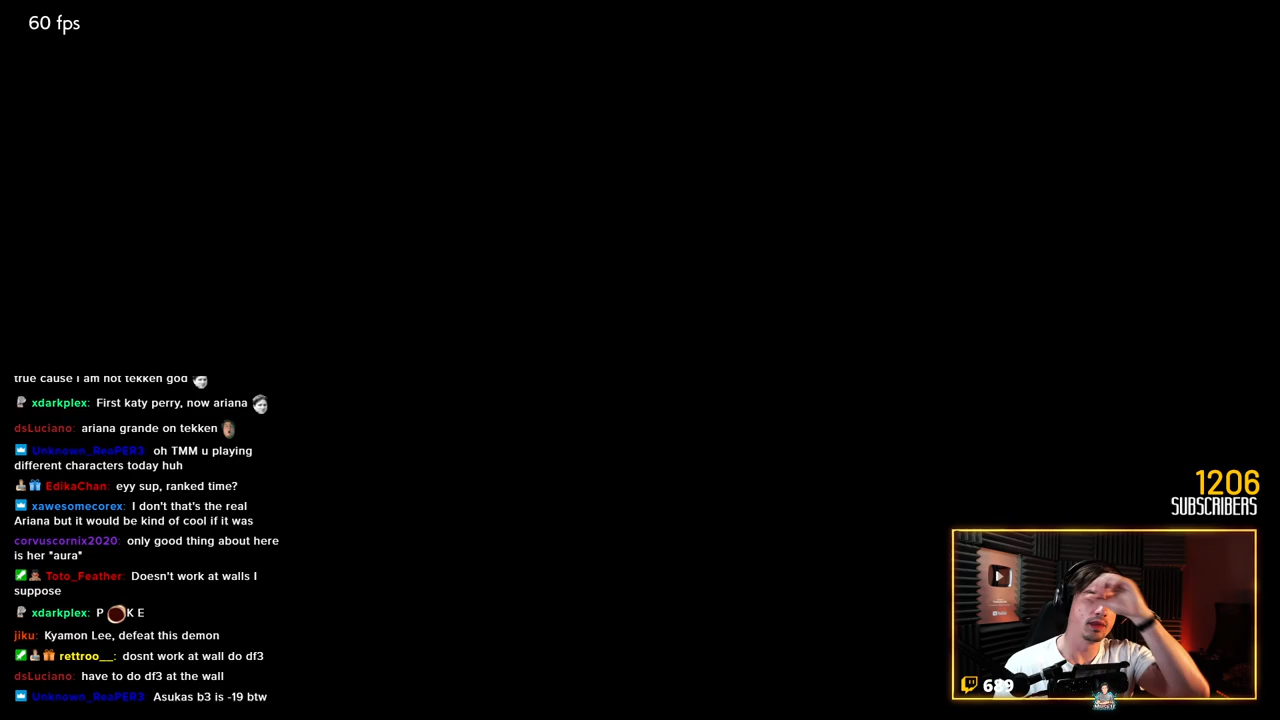 60 fps
true cause I am not tekken god
xdarkplex: First katy perry, now ariana
dsLuciano: ariana grande on tekken
Unknown_ReaPER3 oh TMM u playing
different characters today huh
EdikaChan: eyy sup, ranked time?
xawesomecorex: I don't that's the real
Ariana but it would be kind of cool if it was
corvuscornix2020: only good thing about here
is her *aura*
Toto_Feather: Doesn't work at walls I
suppose
xdarkplex: P K E
jiku: Kyamon Lee, defeat this demon
rettroo__: dosnt work at wall do df3
dsLuciano: have to do df3 at the wall
Unknown_ReaPER3 Asukas b3 is -19 btw
1206
SUBSCRIBERS
689